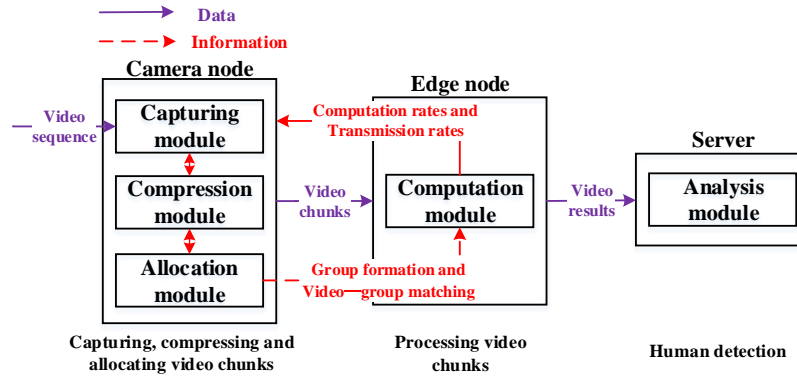 Data
Information
Camera node
Edge node
Server
Video
sequence
Capturing
module
Computation rates and
Transmission rates
Compression
module
Video
chunks
Computation
module
Video
results
Analysis
module
Allocation
module
Group formation and
Video—group matching
Capturing, compressing and
allocating video chunks
Processing video
chunks
Human detection